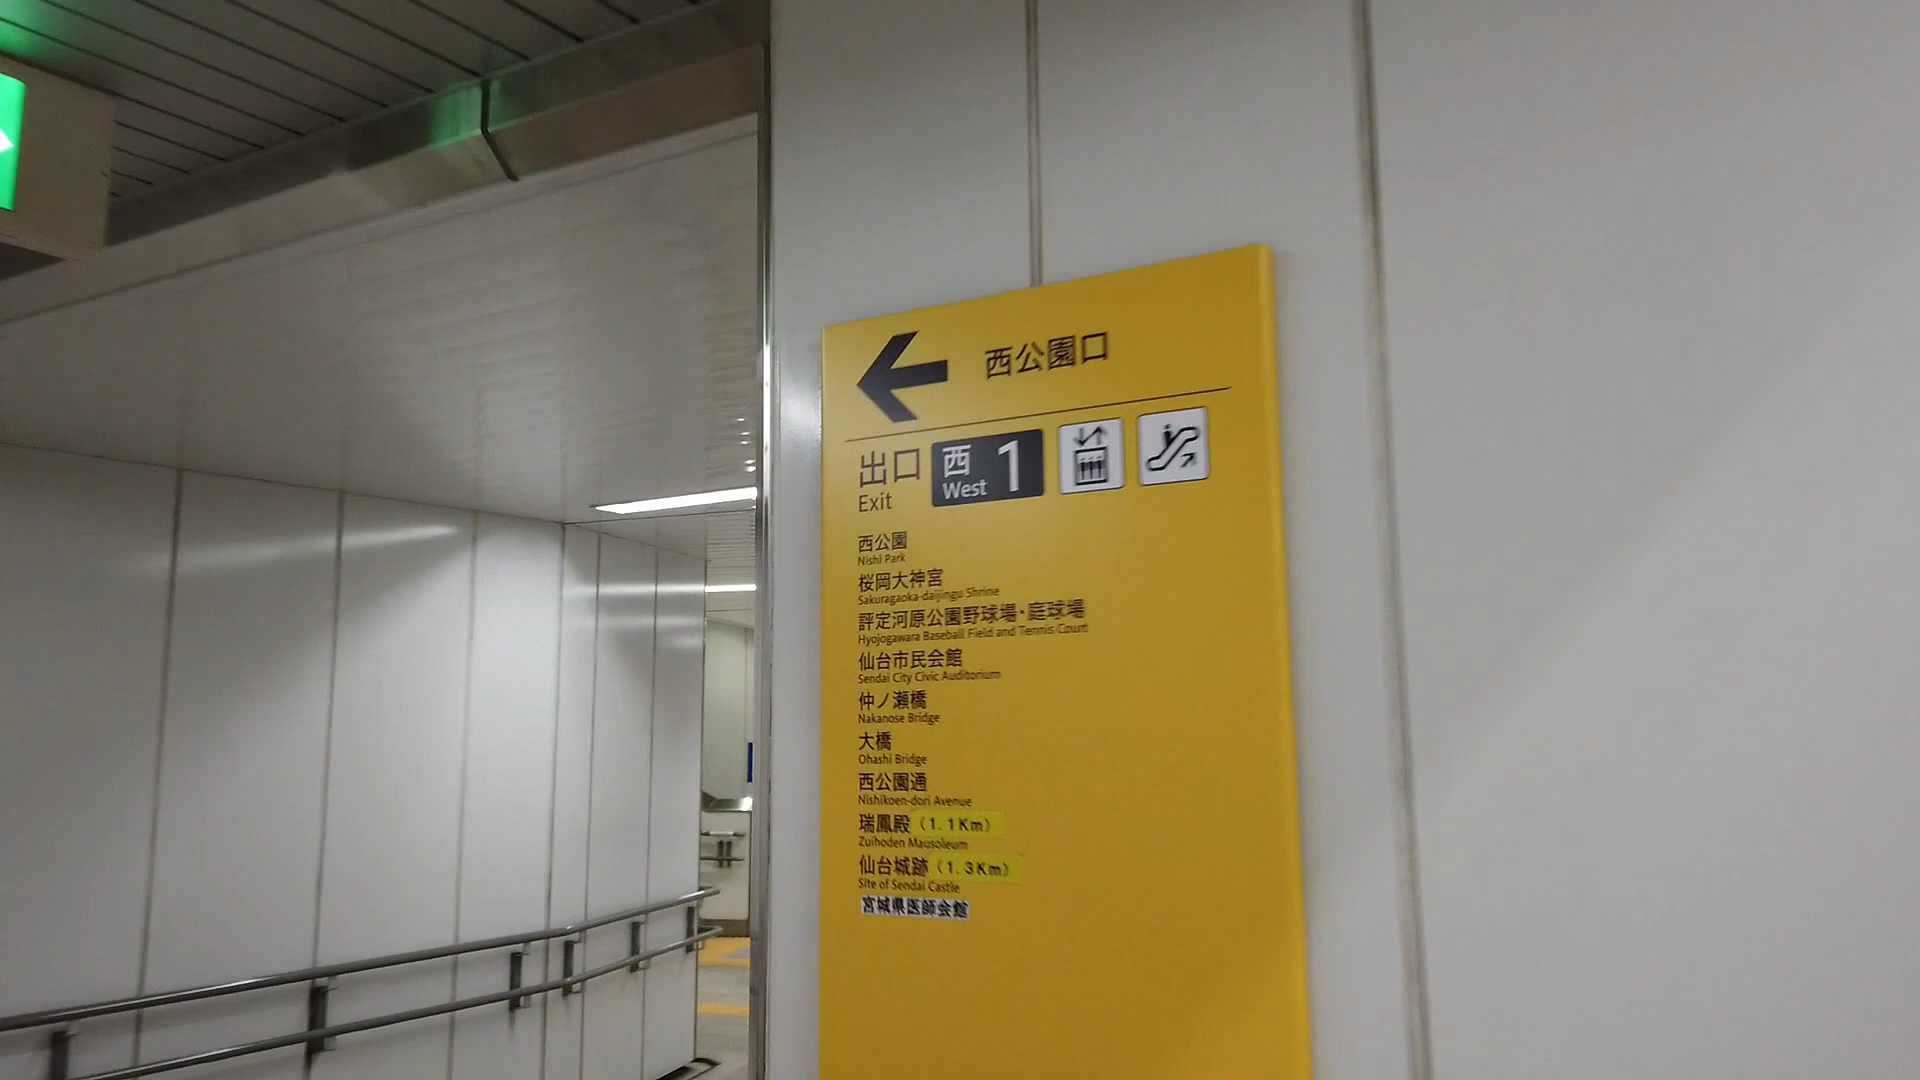 西公園口
出口 西 1
Exit West
西公園
Nishi Park
桜岡大神宮
Sakuragaoka-daijingu Shrine
評定河原公園野球場・庭球場
Hyojogawara Baseball Field and Tennis Court
仙台市民会館
Sendai City Civic Auditorium
仲ノ瀬橋
Nakanose Bridge
大橋
Ohashi Bridge
西公園通
Nishikoen-dori Avenue
瑞鳳殿（1.1Km）
Zuihoden Mausoleum
仙台城跡（1.3Km）
Site of Sendai Castle
宮城県医師会館